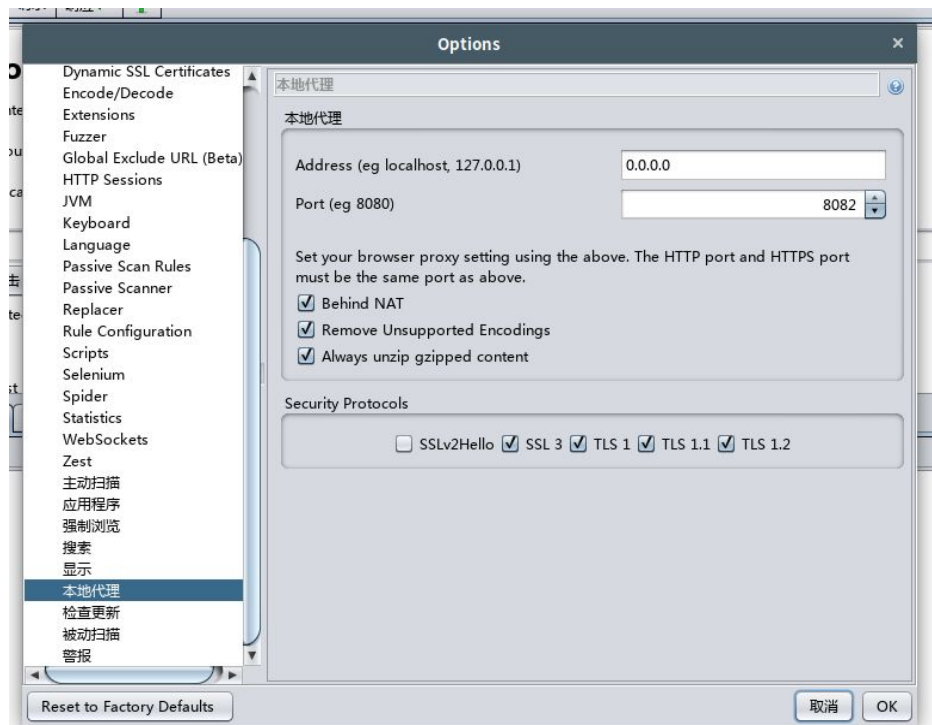 Options
Dynamic SSL Certificates
Encode/Decode
Extensions
Fuzzer
Global Exclude URL (Beta)
HTTP Sessions
JVM
Keyboard
Language
Passive Scan Rules
Passive Scanner
Replacer
Rule Configuration
Scripts
Selenium
Spider
Statistics
WebSockets
Zest
主动扫描
应用程序
强制浏览
搜索
显示
本地代理
检查更新
被动扫描
警报
本地代理
本地代理
Address (eg localhost, 127.0.0.1)
0.0.0.0
Port (eg 8080)
8082
Set your browser proxy setting using the above. The HTTP port and HTTPS port
must be the same port as above.
Behind NAT
Remove Unsupported Encodings
Always unzip gzipped content
Security Protocols
SSLv2Hello SSL 3 TLS 1 TLS 1.1 TLS 1.2
Reset to Factory Defaults
取消
OK